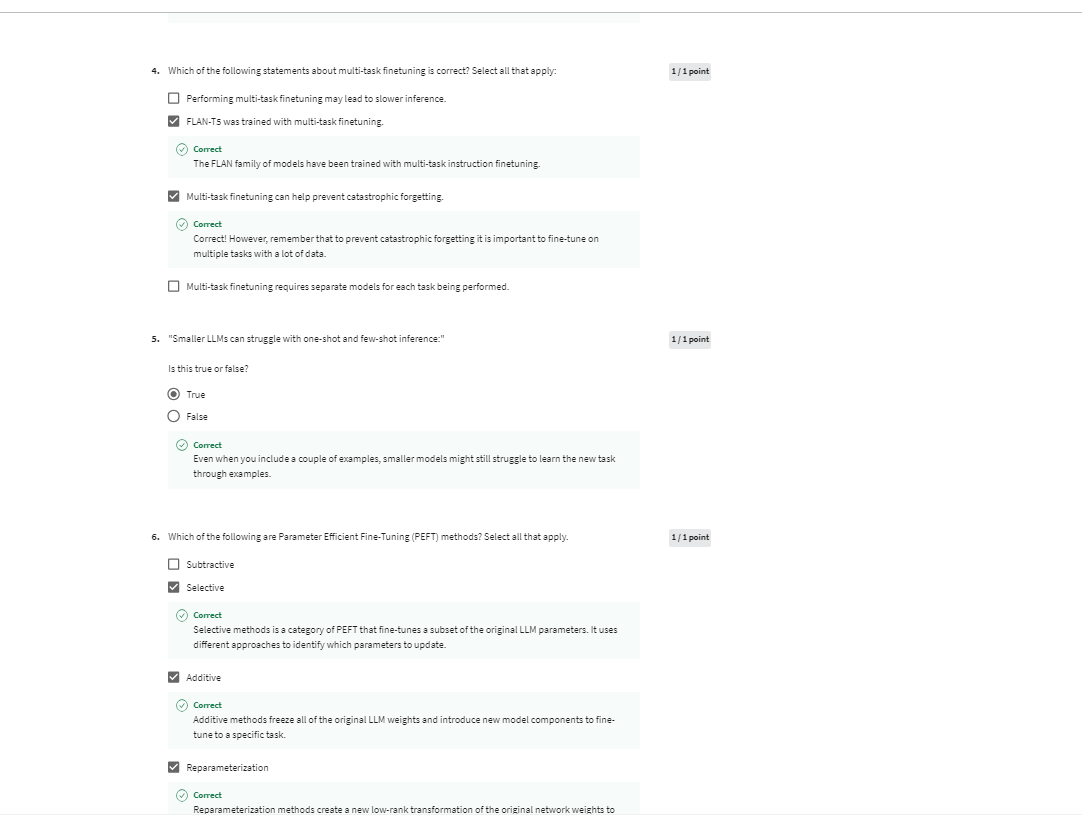 4. Which of the following statements about multi-task finetuning is correct? Select all that apply:
1 / 1 point
Performing multi-task finetuning may lead to slower inference.
FLAN-T5 was trained with multi-task finetuning.
Correct
The FLAN family of models have been trained with multi-task instruction finetuning.
Multi-task finetuning can help prevent catastrophic forgetting.
Correct
Correct! However, remember that to prevent catastrophic forgetting it is important to fine-tune on
multiple tasks with a lot of data.
Multi-task finetuning requires separate models for each task being performed.
5. "Smaller LLMs can struggle with one-shot and few-shot inference:"
1 / 1 point
Is this true or false?
True
False
Correct
Even when you include a couple of examples, smaller models might still struggle to learn the new task
through examples.
6. Which of the following are Parameter Efficient Fine-Tuning (PEFT) methods? Select all that apply.
1 / 1 point
Subtractive
Selective
Correct
Selective methods is a category of PEFT that fine-tunes a subset of the original LLM parameters. It uses
different approaches to identify which parameters to update.
Additive
Correct
Additive methods freeze all of the original LLM weights and introduce new model components to fine-
tune to a specific task.
Reparameterization
Correct
Reparameterization methods create a new low-rank transformation of the original network weights to